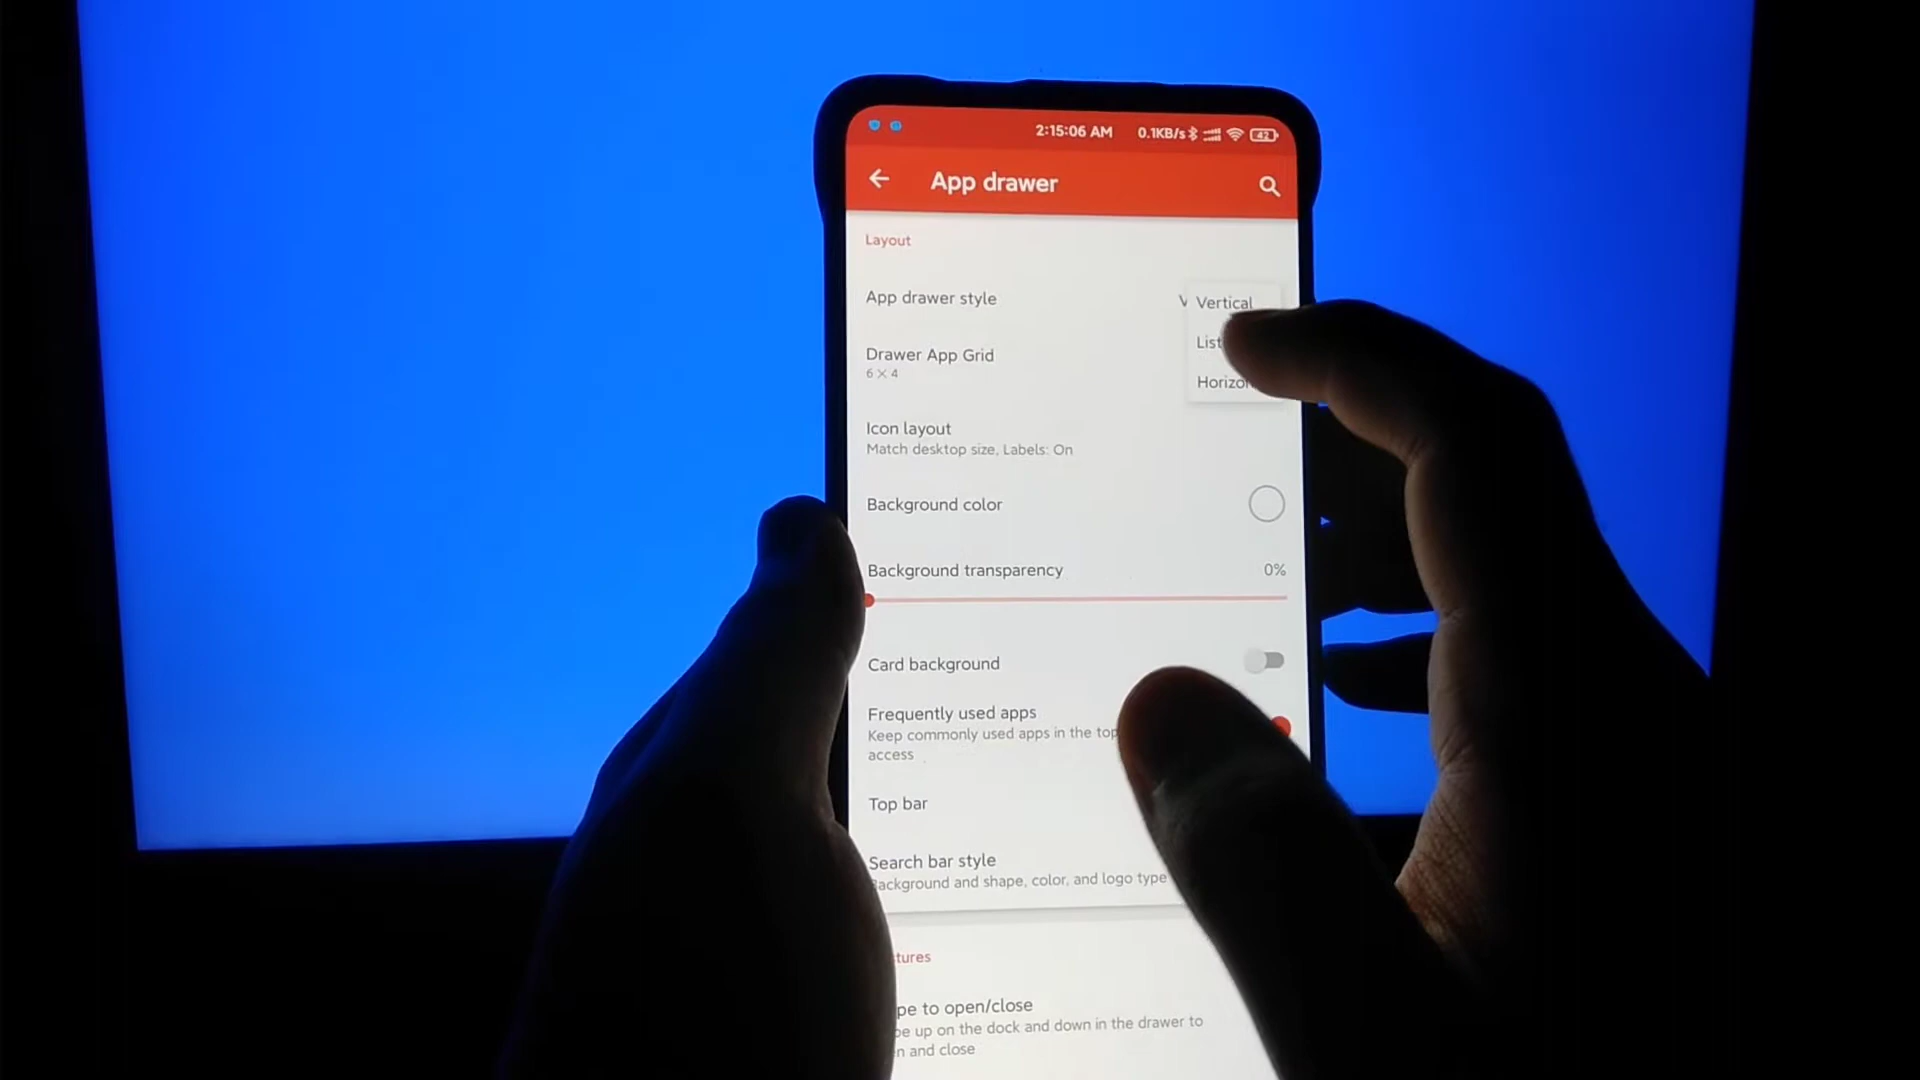 2:15:06 AM 0.1KB/s 42
App drawer
Layout
App drawer style
Vertical
List
Drawer App Grid
6 × 4
Horizon
Icon layout
Match desktop size, Labels: On
Background color
Background transparency 0%
Card background
Frequently used apps
Keep commonly used apps in the top
access
Top bar
Search bar style
Background and shape, color, and logo type
tures
pe to open/close
pe up on the dock and down in the drawer to
n and close